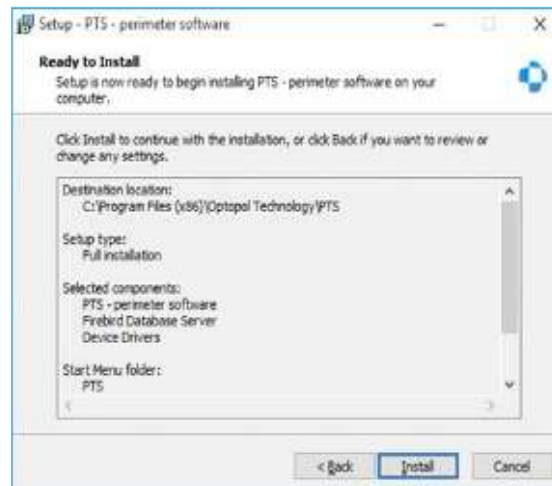 Setup - PTS - perimeter software
Ready to Install
Setup is now ready to begin installing PTS - perimeter software on your
computer.
Click Install to continue with the installation, or click Back if you want to review or
change any settings.
Destination location:
C:\Program Files (x86)\Optopol Technology\PTS
Setup type:
Full installation
Selected components:
PTS - perimeter software
Firebird Database Server
Device Drivers
Start Menu folder:
PTS
< Back
Install
Cancel